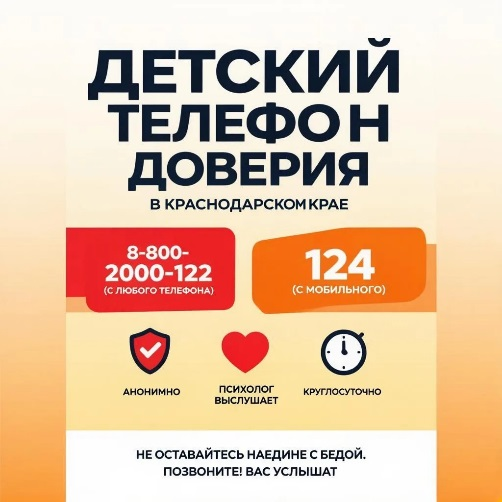 ДЕТСКИЙ
ТЕЛЕФОН
ДОВЕРИЯ
В КРАСНОДАРСКОМ КРАЕ
8-800-
2000-122
(С ЛЮБОГО ТЕЛЕФОНА)
124
(С МОБИЛЬНОГО)
АНОНИМНО
ПСИХОЛОГ
ВЫСЛУШАЕТ
КРУГЛОСУТОЧНО
НЕ ОСТАВАЙТЕСЬ НАЕДИНЕ С БЕДОЙ.
ПОЗВОНИТЕ! ВАС УСЛЫШАТ